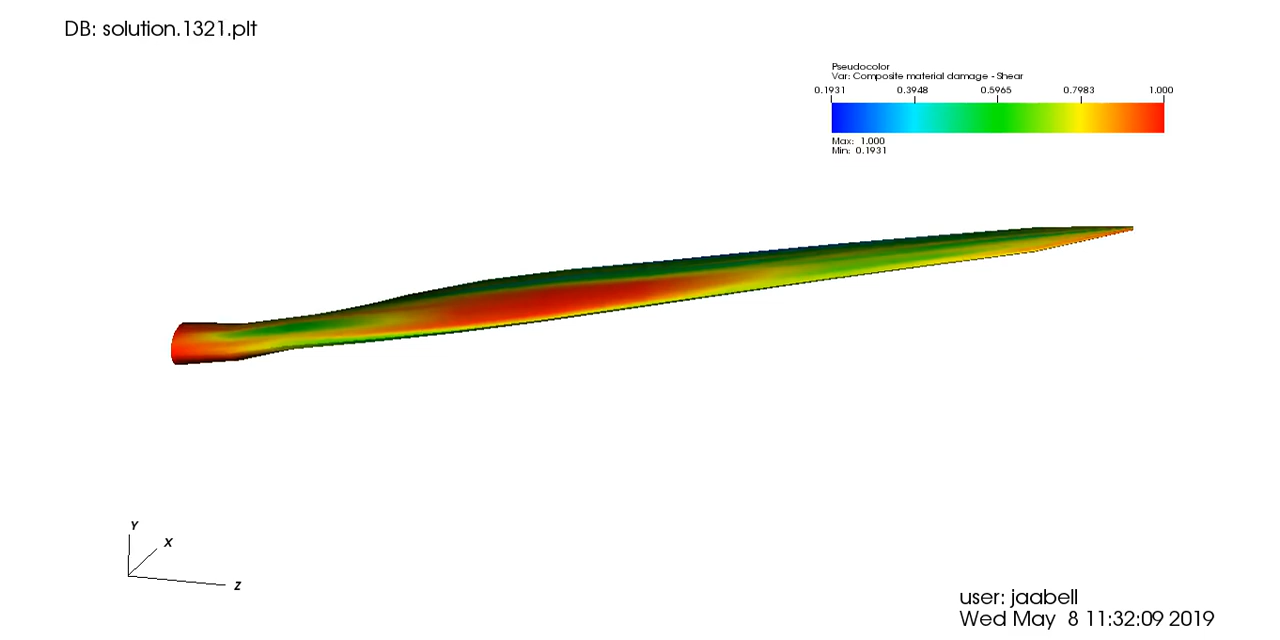 DB: solution.1321.plt
Pseudocolor
Var: Composite material damage - Shear
0.1931 0.3948 0.5965 0.7983 1.000
Max: 1.000
Min: 0.1931
Y
X
Z
user: jaabell
Wed May 8 11:32:09 2019